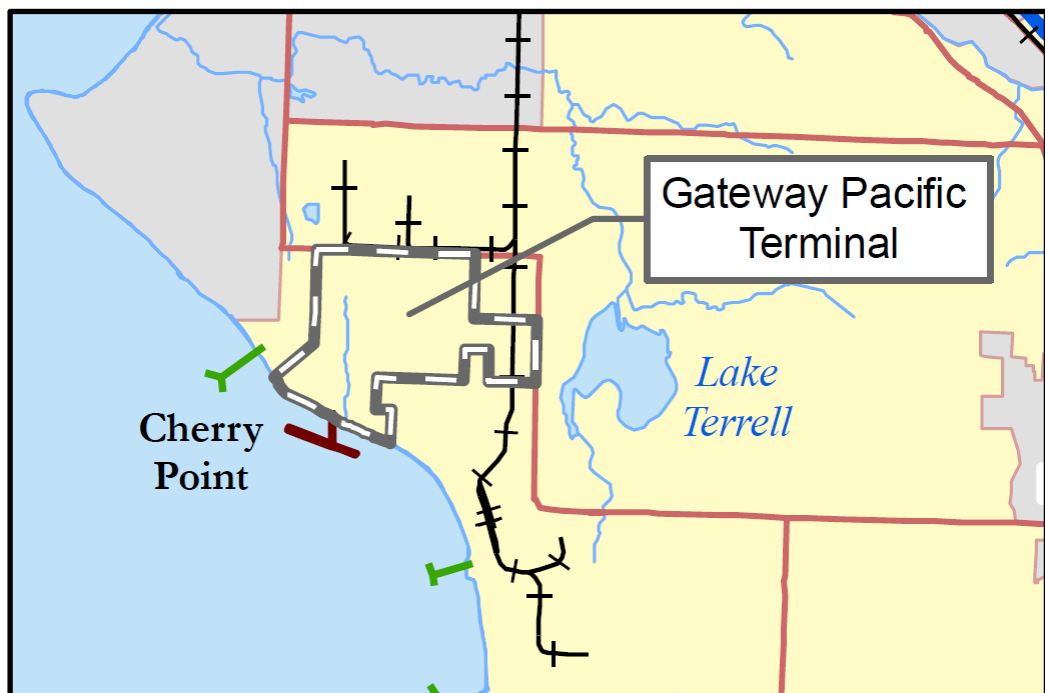 Gateway Pacific
Terminal
Lake
Terrell
Cherry
Point